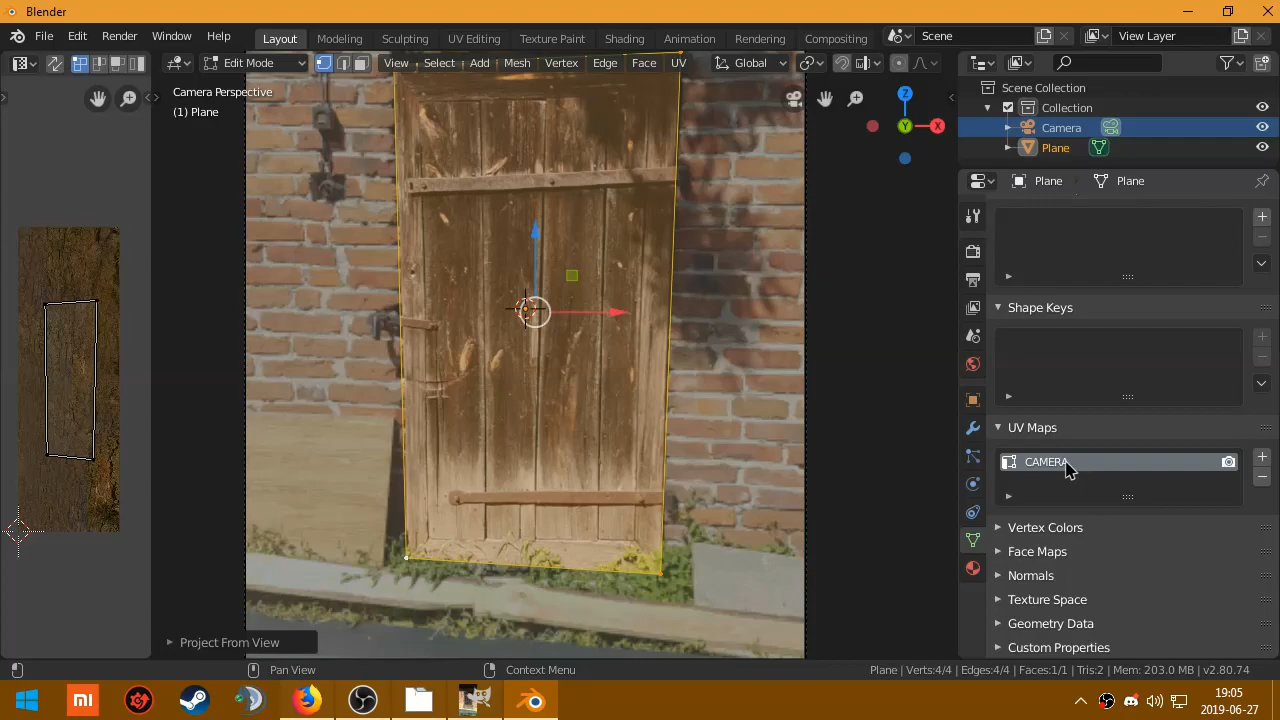 Blender
File Edit Render Window Help Layout Modeling Sculpting UV Editing Texture Paint Shading Animation Rendering Compositing Scene View Layer
Edit Mode View Select Add Mesh Vertex Edge Face UV Global
Camera Perspective
(1) Plane
Z
Y
X
Scene Collection
Collection
Camera
Plane
Plane Plane
Shape Keys
UV Maps
CAMERA
Vertex Colors
Face Maps
Normals
Texture Space
Geometry Data
Custom Properties
Project From View
Pan View Context Menu Plane | Verts:4/4 | Edges:4/4 | Faces:1/1 | Tris:2 | Mem: 203.0 MB | v2.80.74
19:05
2019-06-27